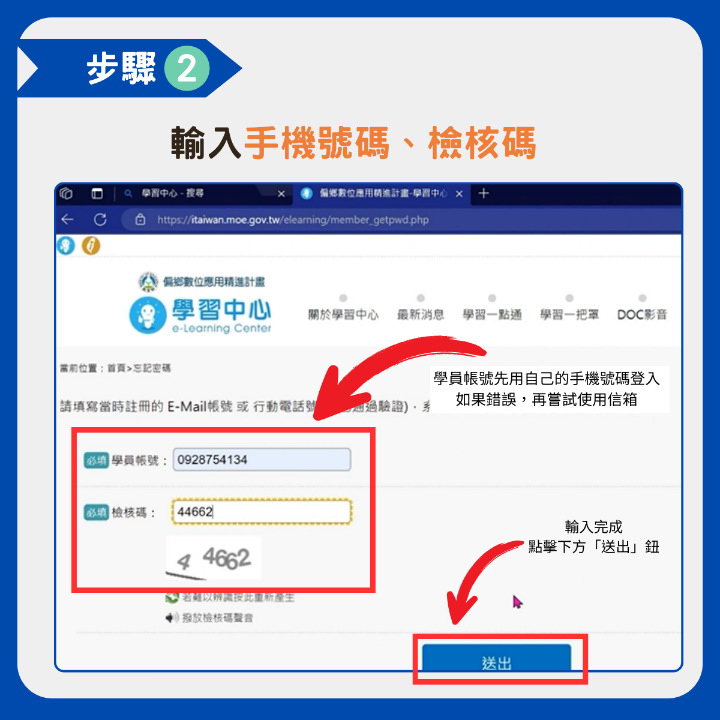 步驟 2
輸入手機號碼、檢核碼
學習中心 - 搜尋
偏鄉數位應用精進計畫-學習中心
https://itaiwan.moe.gov.tw/elearning/member_getpwd.php
偏鄉數位應用精進計畫
學習中心
e-Learning Center
關於學習中心 最新消息 學習一點通 學習一把罩 DOC影音
當前位置：首頁>忘記密碼
學員帳號先用自己的手機號碼登入
如果錯誤，再嘗試使用信箱
請填寫當時註冊的 E-Mail帳號 或 行動電話號 通過驗證)，系
必填 學員帳號： 0928754134
必填 檢核碼： 44662
4 4662
輸入完成
點擊下方「送出」鈕
若難以辨識按此重新產生
撥放檢核碼聲音
送出